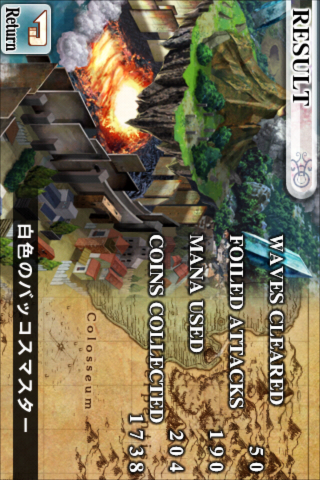 RESULT
WAVES CLEARED 50
FOILED ATTACKS 190
MANA USED 204
COINS COLLECTED 1738
Colosseum
白色のバッコスマスター
Return